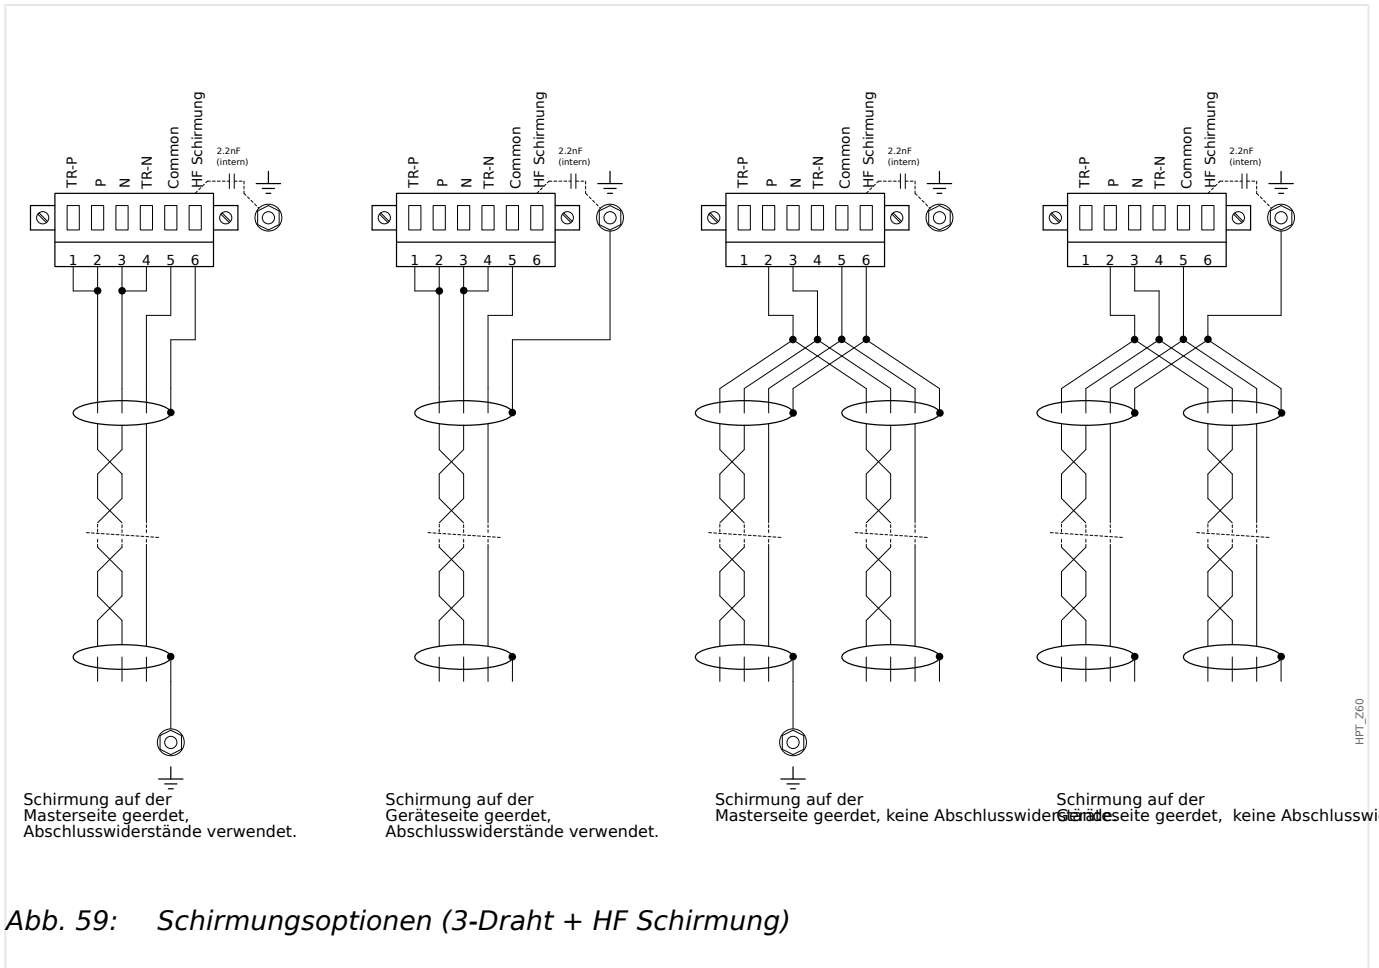 TR-P
P
N
TR-N
Common
HF Schirmung
2.2nF
(intern)
1 2 3 4 5 6
TR-P
P
N
TR-N
Common
HF Schirmung
2.2nF
(intern)
1 2 3 4 5 6
TR-P
P
N
TR-N
Common
HF Schirmung
2.2nF
(intern)
1 2 3 4 5 6
TR-P
P
N
TR-N
Common
HF Schirmung
2.2nF
(intern)
1 2 3 4 5 6
HPT_Z60
Schirmung auf der
Masterseite geerdet,
Abschlusswiderstände verwendet.
Schirmung auf der
Geräteseite geerdet,
Abschlusswiderstände verwendet.
Schirmung auf der
Masterseite geerdet, keine Abschlusswiderstände.
Schirmung auf der
Geräteseite geerdet, keine Abschlusswi
Abb. 59: Schirmungsoptionen (3-Draht + HF Schirmung)